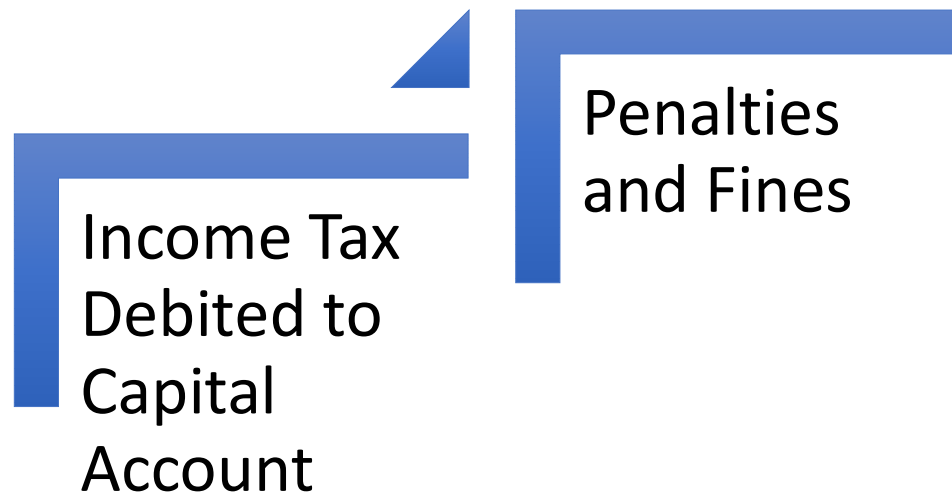 Income Tax
Debited to
Capital
Account
Penalties
and Fines